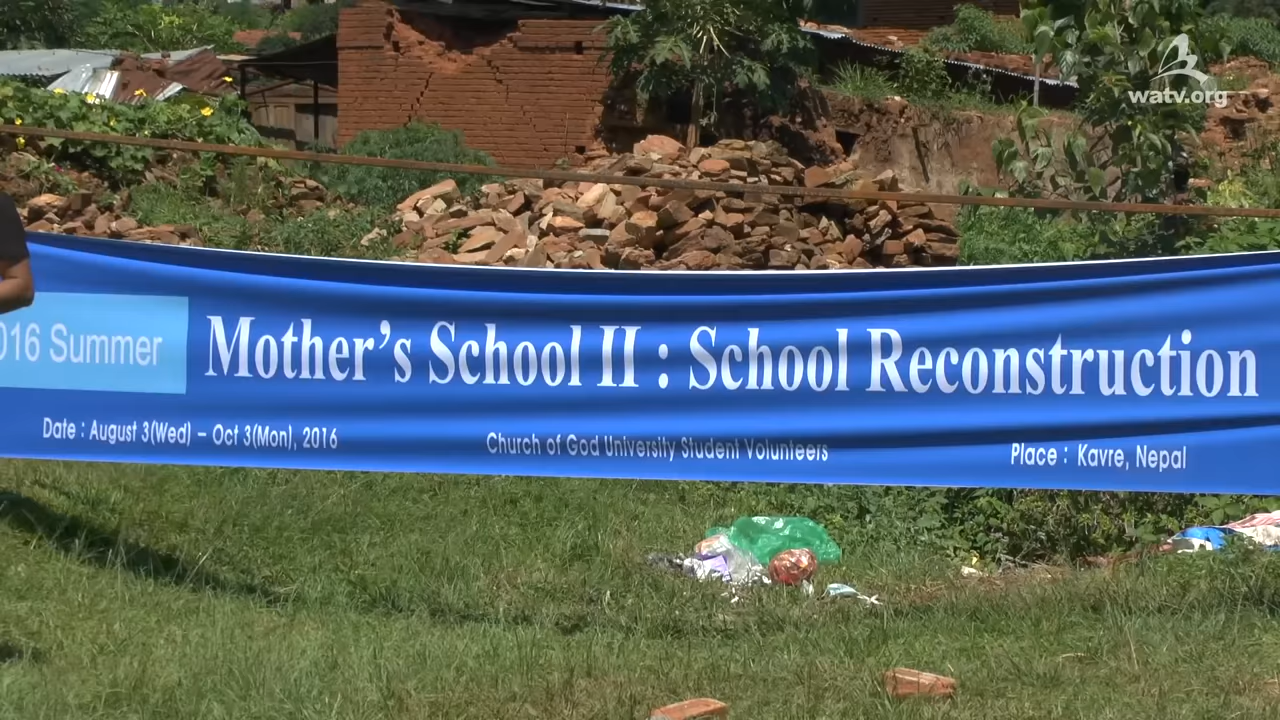 watv.org
016 Summer
Mother's School II : School Reconstruction
Date : August 3(Wed) – Oct 3(Mon), 2016
Church of God University Student Volunteers
Place : Kavre, Nepal